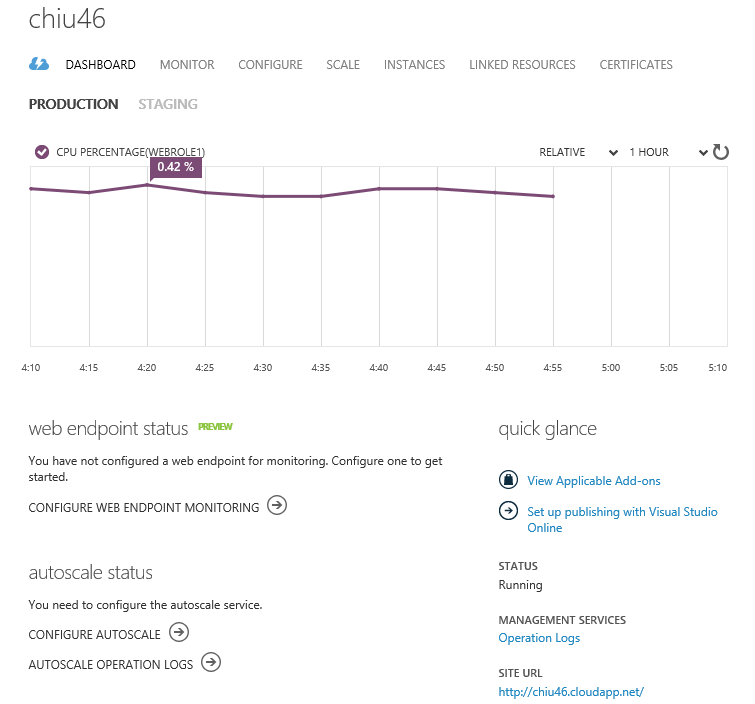 chiu46
DASHBOARD MONITOR CONFIGURE SCALE INSTANCES LINKED RESOURCES CERTIFICATES
PRODUCTION STAGING
CPU PERCENTAGE(WEBROLE1) RELATIVE 1 HOUR
0.42 %
4:10 4:15 4:20 4:25 4:30 4:35 4:40 4:45 4:50 4:55 5:00 5:05 5:10
web endpoint status PREVIEW
You have not configured a web endpoint for monitoring. Configure one to get
started.
CONFIGURE WEB ENDPOINT MONITORING
autoscale status
You need to configure the autoscale service.
CONFIGURE AUTOSCALE
AUTOSCALE OPERATION LOGS
quick glance
View Applicable Add-ons
Set up publishing with Visual Studio
Online
STATUS
Running
MANAGEMENT SERVICES
Operation Logs
SITE URL
http://chiu46.cloudapp.net/